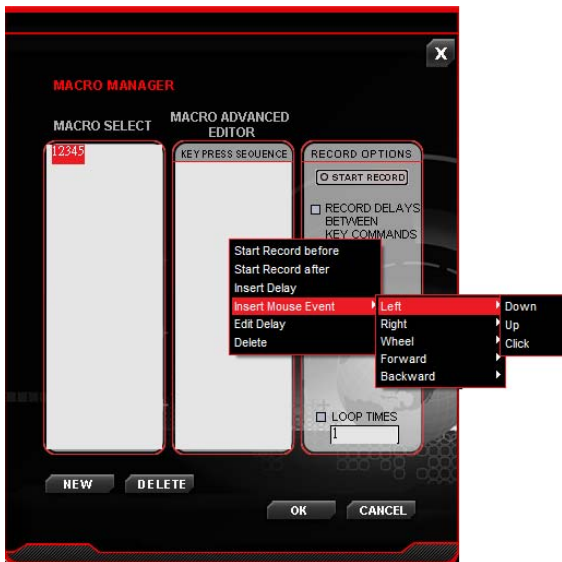 X
MACRO MANAGER
MACRO SELECT
MACRO ADVANCED
EDITOR
12345
KEY PRESS SEQUENCE
RECORD OPTIONS
START RECORD
RECORD DELAYS
BETWEEN
KEY COMMANDS
Start Record before
Start Record after
Insert Delay
Insert Mouse Event
Edit Delay
Delete
Left
Right
Wheel
Forward
Backward
Down
Up
Click
LOOP TIMES
1
NEW
DELETE
OK
CANCEL